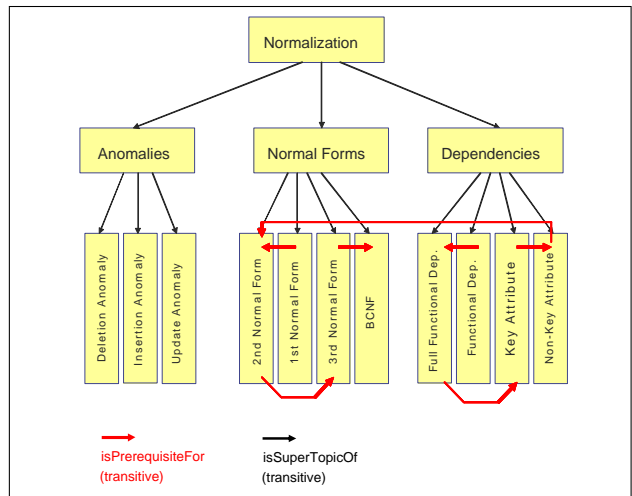 Normalization
Anomalies
Normal Forms
Dependencies
Deletion Anomaly
Insertion Anomaly
Update Anomaly
2nd Normal Form
1st Normal Form
3rd Normal Form
BCNF
Full Functional Dep.
Functional Dep.
Key Attribute
Non-Key Attribute
isPrerequisiteFor
(transitive)
isSuperTopicOf
(transitive)